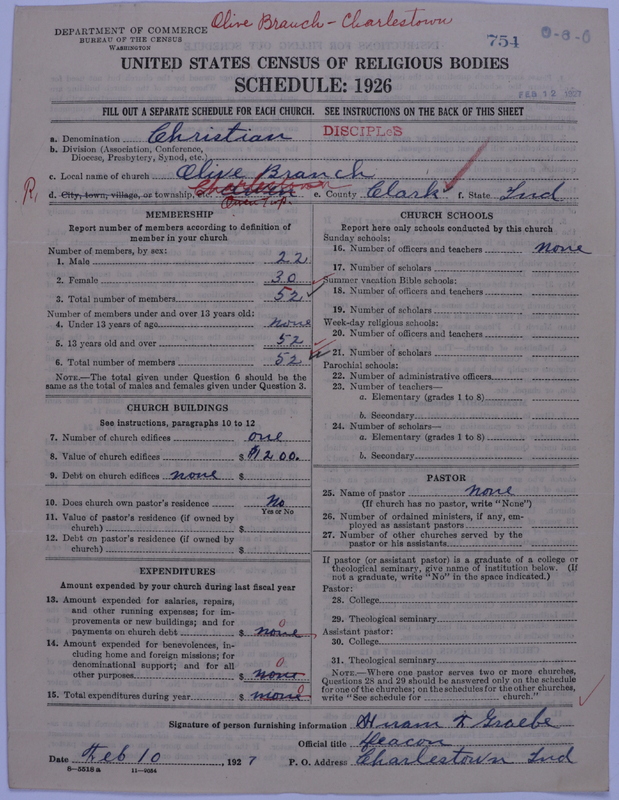 Olive Branch - Charlestown
DEPARTMENT OF COMMERCE
BUREAU OF THE CENSUS
WASHINGTON
754
0-8-6
UNITED STATES CENSUS OF RELIGIOUS BODIES
SCHEDULE: 1926
FEB 12 1927
FILL OUT A SEPARATE SCHEDULE FOR EACH CHURCH. SEE INSTRUCTIONS ON THE BACK OF THIS SHEET
a. Denomination Christian DISCIPLES
b. Division (Association, Conference,
Diocese, Presbytery, Synod, etc.)
c. Local name of church Olive Branch
R, d. City, town, village, or township, etc. Charlestown e. County Clark f. State Ind
Owen Twp.
MEMBERSHIP
Report number of members according to definition of
member in your church
Number of members, by sex:
1. Male 22
2. Female 30
3. Total number of members 52
Number of members under and over 13 years old:
4. Under 13 years of age none
5. 13 years old and over 52
6. Total number of members 52
NOTE.—The total given under Question 6 should be the
same as the total of males and females given under Question 3.
CHURCH BUILDINGS
See instructions, paragraphs 10 to 12
7. Number of church edifices one
8. Value of church edifices $ $1200.
9. Debt on church edifices none $
10. Does church own pastor's residence No
Yes or No
11. Value of pastor's residence (if owned by
church) $
12. Debt on pastor's residence (if owned by
church) $
EXPENDITURES
Amount expended by your church during last fiscal year
13. Amount expended for salaries, repairs,
and other running expenses; for im-
provements or new buildings; and for
payments on church debt $ none 0
14. Amount expended for benevolences, in-
cluding home and foreign missions; for
denominational support; and for all
other purposes $ none 0
15. Total expenditures during year $ none 0
CHURCH SCHOOLS
Report here only schools conducted by this church
Sunday schools:
16. Number of officers and teachers none
17. Number of scholars
Summer vacation Bible schools:
18. Number of officers and teachers
19. Number of scholars
Week-day religious schools:
20. Number of officers and teachers
21. Number of scholars
Parochial schools:
22. Number of administrative officers
23. Number of teachers—
a. Elementary (grades 1 to 8)
b. Secondary
24. Number of scholars—
a. Elementary (grades 1 to 8)
b. Secondary
PASTOR
25. Name of pastor none
(If church has no pastor, write "None")
26. Number of ordained ministers, if any, em-
ployed as assistant pastors
27. Number of other churches served by the
pastor or his assistants
If pastor (or assistant pastor) is a graduate of a college or
theological seminary, give name of institution below. (If
not a graduate, write "No" in the space indicated.)
Pastor:
28. College
29. Theological seminary
Assistant pastor:
30. College
31. Theological seminary
NOTE.—Where one pastor serves two or more churches,
Questions 28 and 29 should be answered only on the schedule
for one of the churches; on the schedules for the other churches,
write "See schedule for church."
Signature of person furnishing information Hiram F Graebe
Official title Deacon
Date Feb 10, 1927 P. O. Address Charlestown Ind
8—5518 a 11—9054